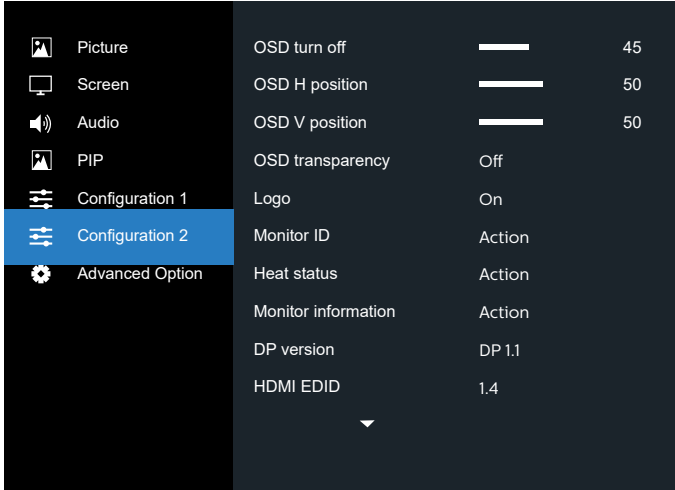 Picture
Screen
Audio
PIP
Configuration 1
Configuration 2
Advanced Option
OSD turn off 45
OSD H position 50
OSD V position 50
OSD transparency Off
Logo On
Monitor ID Action
Heat status Action
Monitor information Action
DP version DP 1.1
HDMI EDID 1.4